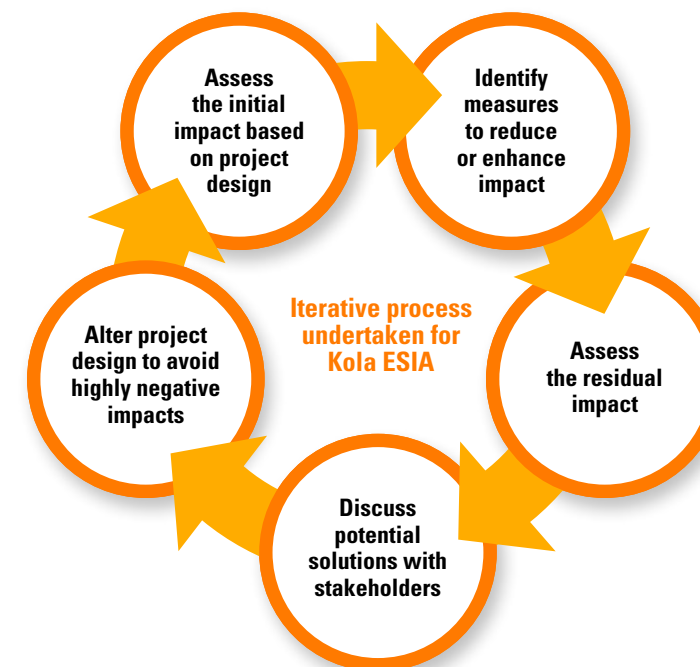 Assess
the initial
impact based
on project
design
Identify
measures
to reduce
or enhance
impact
Iterative process
undertaken for
Kola ESIA
Assess
the residual
impact
Discuss
potential
solutions with
stakeholders
Alter project
design to avoid
highly negative
impacts